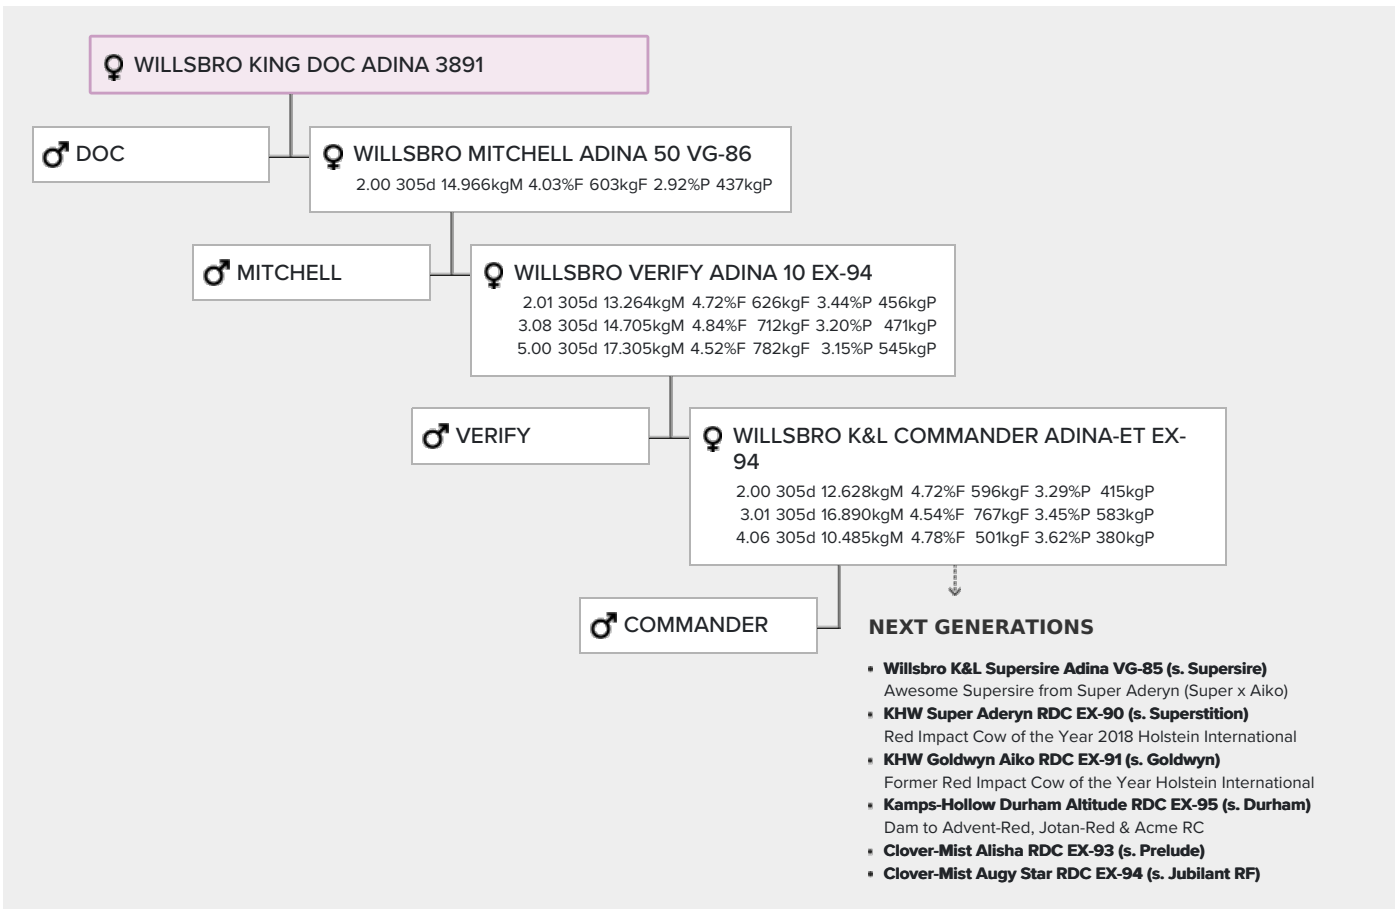 WILLSBRO KING DOC ADINA 3891
DOC
WILLSBRO MITCHELL ADINA 50 VG-86
2.00 305d 14.966kgM 4.03%F 603kgF 2.92%P 437kgP
MITCHELL
WILLSBRO VERIFY ADINA 10 EX-94
2.01 305d 13.264kgM 4.72%F 626kgF 3.44%P 456kgP
3.08 305d 14.705kgM 4.84%F 712kgF 3.20%P 471kgP
5.00 305d 17.305kgM 4.52%F 782kgF 3.15%P 545kgP
VERIFY
WILLSBRO K&L COMMANDER ADINA-ET EX-
94
2.00 305d 12.628kgM 4.72%F 596kgF 3.29%P 415kgP
3.01 305d 16.890kgM 4.54%F 767kgF 3.45%P 583kgP
4.06 305d 10.485kgM 4.78%F 501kgF 3.62%P 380kgP
COMMANDER
NEXT GENERATIONS
Willsbro K&L Supersire Adina VG-85 (s. Supersire)
Awesome Supersire from Super Aderyn (Super x Aiko)
KHW Super Aderyn RDC EX-90 (s. Superstition)
Red Impact Cow of the Year 2018 Holstein International
KHW Goldwyn Aiko RDC EX-91 (s. Goldwyn)
Former Red Impact Cow of the Year Holstein International
Kamps-Hollow Durham Altitude RDC EX-95 (s. Durham)
Dam to Advent-Red, Jotan-Red & Acme RC
Clover-Mist Alisha RDC EX-93 (s. Prelude)
Clover-Mist Augy Star RDC EX-94 (s. Jubilant RF)